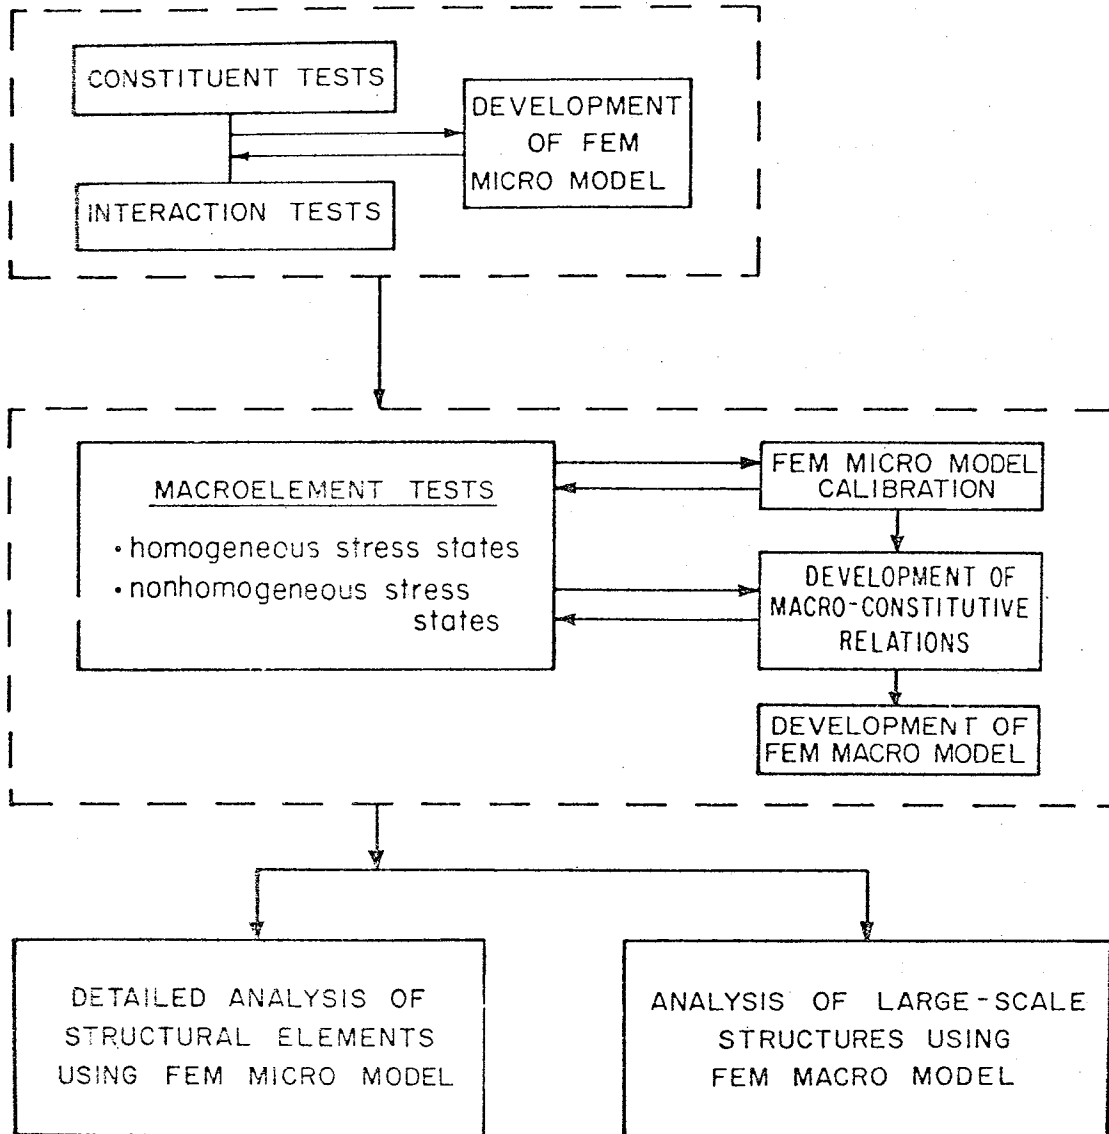 CONSTITUENT TESTS
DEVELOPMENT
OF FEM
MICRO MODEL
INTERACTION TESTS
MACROELEMENT TESTS
• homogeneous stress states
• nonhomogeneous stress
states
FEM MICRO MODEL
CALIBRATION
DEVELOPMENT OF
MACRO-CONSTITUTIVE
RELATIONS
DEVELOPMENT OF
FEM MACRO MODEL
DETAILED ANALYSIS OF
STRUCTURAL ELEMENTS
USING FEM MICRO MODEL
ANALYSIS OF LARGE-SCALE
STRUCTURES USING
FEM MACRO MODEL